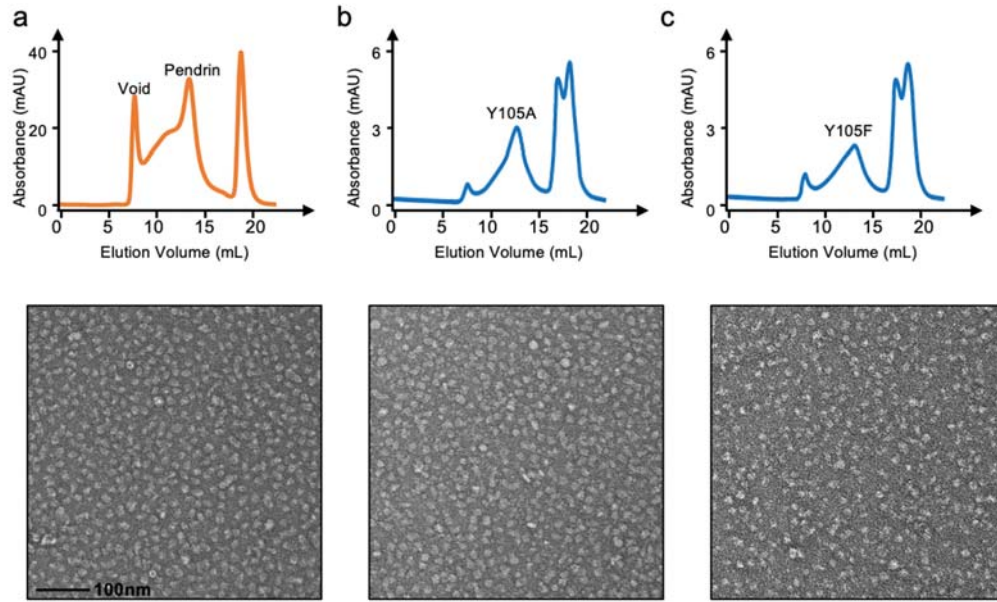 a
40
20
0
Absorbance (mAU)
Void
Pendrin
0 5 10 15 20
Elution Volume (mL)
b
6
3
0
Absorbance (mAU)
Y105A
0 5 10 15 20
Elution Volume (mL)
c
6
3
0
Absorbance (mAU)
Y105F
0 5 10 15 20
Elution Volume (mL)
100nm